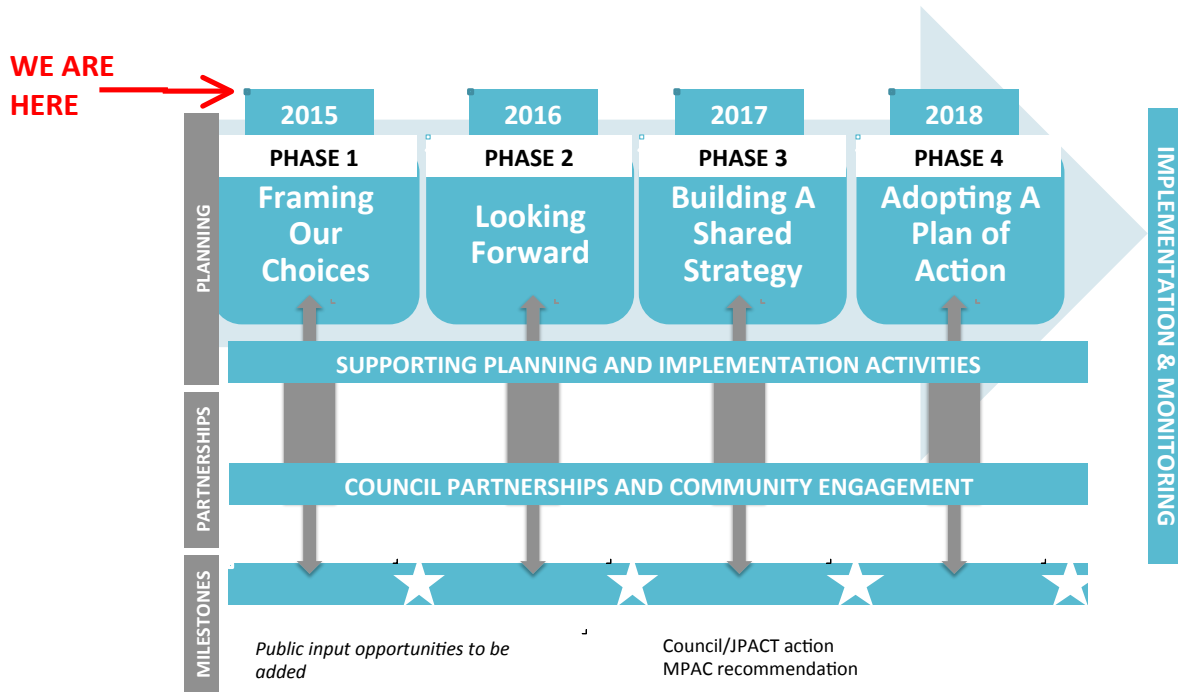 WE ARE
HERE
2015
2016
2017
2018
PHASE 1
PHASE 2
PHASE 3
PHASE 4
Framing
Our
Choices
Looking
Forward
Building A
Shared
Strategy
Adopting A
Plan of
Action
PLANNING
SUPPORTING PLANNING AND IMPLEMENTATION ACTIVITIES
PARTNERSHIPS
COUNCIL PARTNERSHIPS AND COMMUNITY ENGAGEMENT
MILESTONES
Public input opportunities to be
added
Council/JPACT action
MPAC recommendation
IMPLEMENTATION & MONITORING